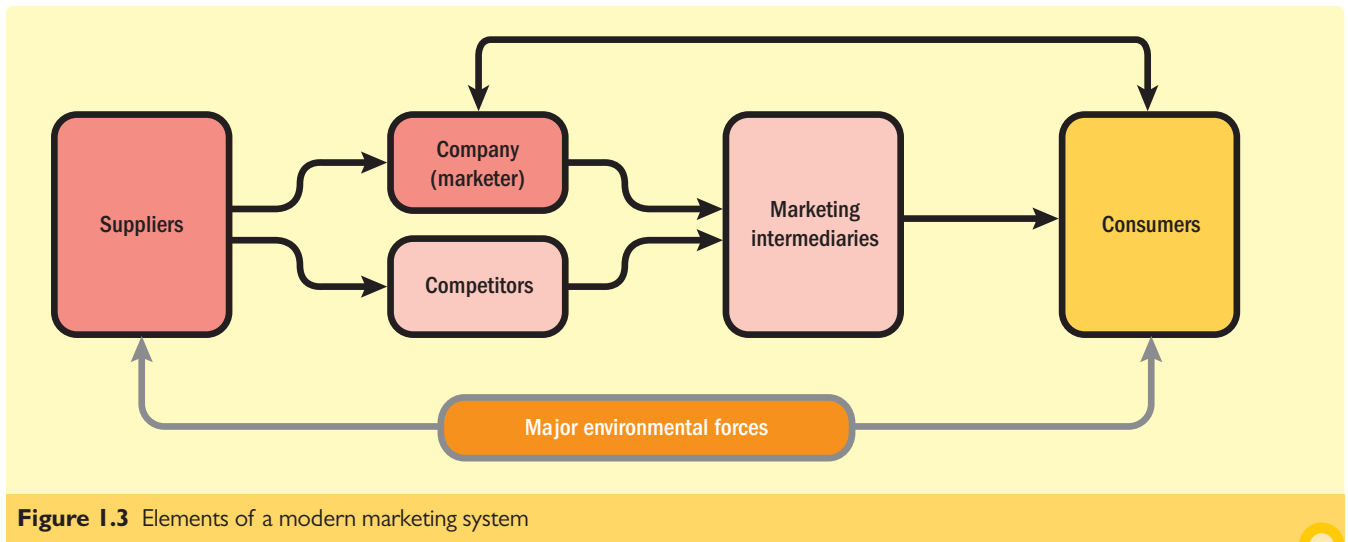 Suppliers
Company
(marketer)
Competitors
Marketing
intermediaries
Consumers
Major environmental forces
Figure 1.3 Elements of a modern marketing system